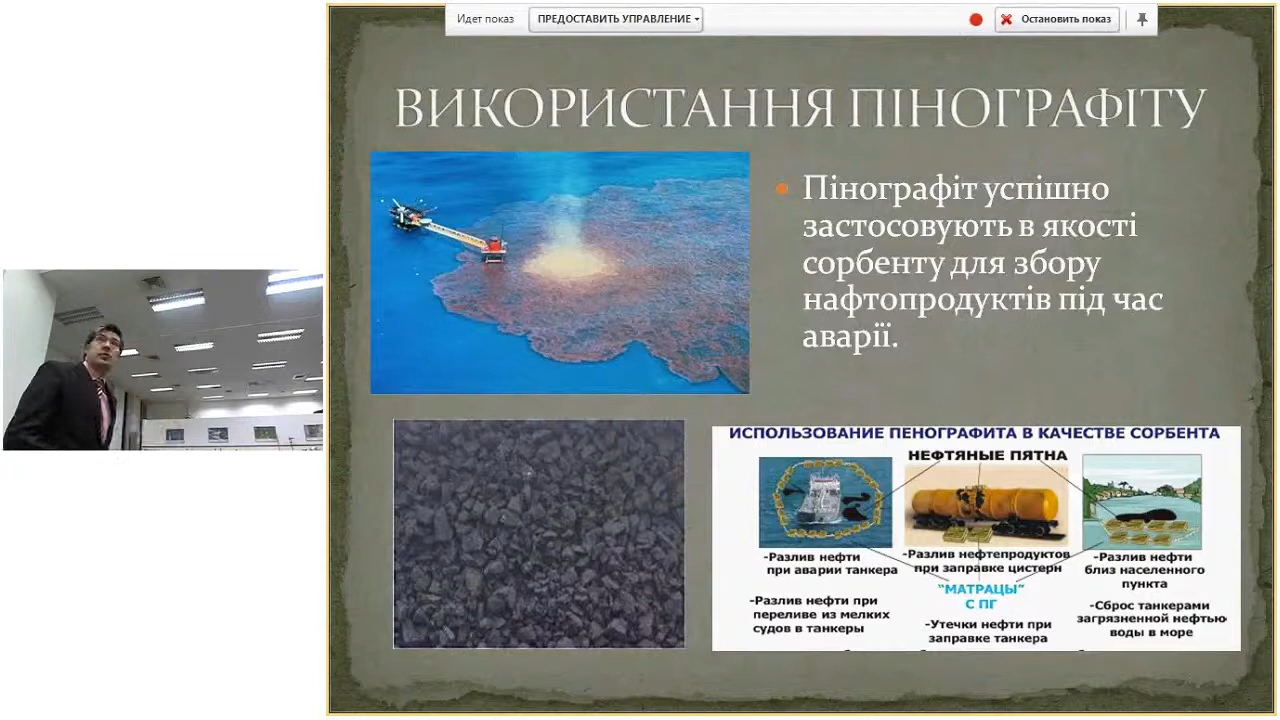 Идет показ
ПРЕДОСТАВИТЬ УПРАВЛЕНИЕ
Остановить показ
ВИКОРИСТАННЯ ПІНОГРАФІТУ
Пінографіт успішно
застосовують в якості
сорбенту для збору
нафтопродуктів під час
аварії.
ИСПОЛЬЗОВАНИЕ ПЕНОГРАФИТА В КАЧЕСТВЕ СОРБЕНТА
НЕФТЯНЫЕ ПЯТНА
-Разлив нефти
при аварии танкера
-Разлив нефтепродуктов
при заправке цистерн
-Разлив нефти
близ населенного
пункта
"МАТРАЦЫ"
С ПГ
-Разлив нефти при
переливе из мелких
судов в танкеры
-Утечки нефти при
заправке танкера
-Сброс танкерами
загрязненной нефтью
воды в море